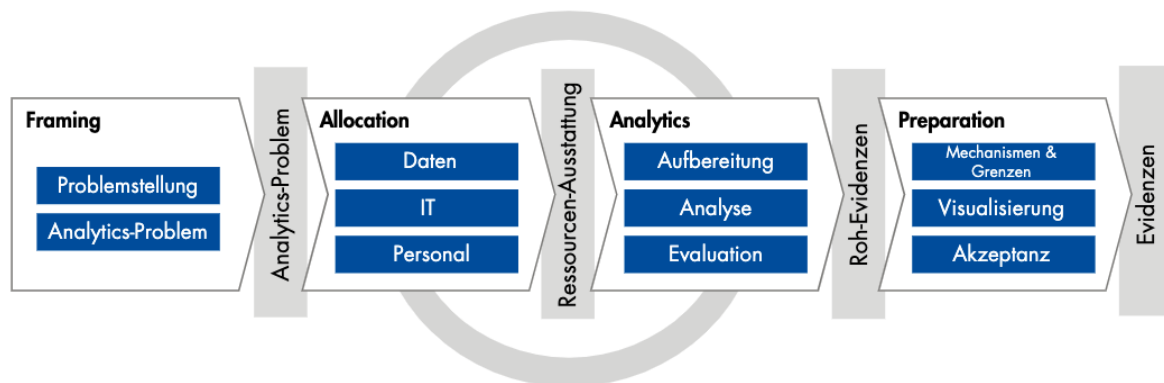 Framing
Problemstellung
Analytics-Problem
Analytics-Problem
Allocation
Daten
IT
Personal
Ressourcen-Ausstattung
Analytics
Aufbereitung
Analyse
Evaluation
Roh-Evidenzen
Preparation
Mechanismen &
Grenzen
Visualisierung
Akzeptanz
Evidenzen